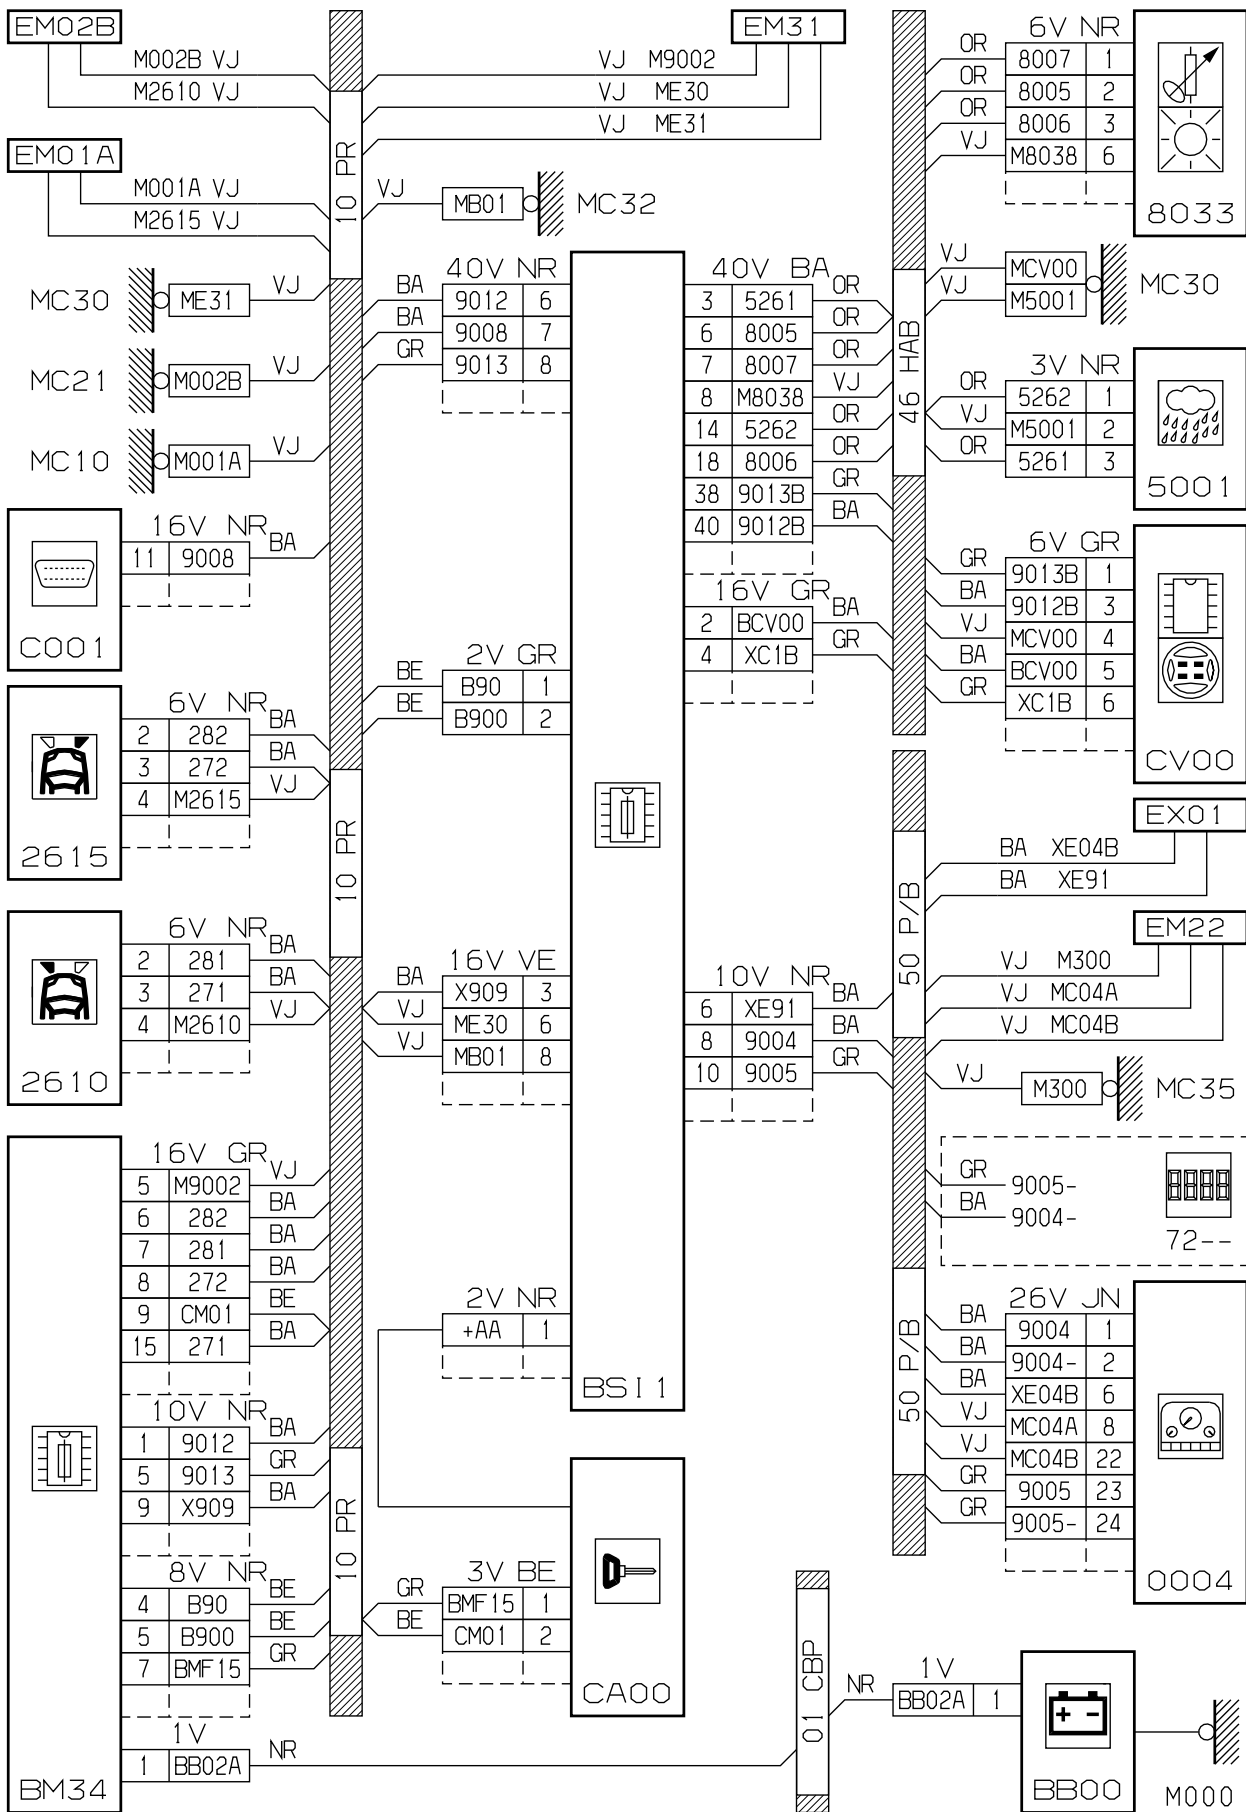 EM02B
M002B VJ
M2610 VJ
EM01A
M001A VJ
M2615 VJ
MC30 ME31 VJ
MC21 M002B VJ
MC10 M001A VJ
16V NR
11 9008 BA
C001
6V NR
2 282 BA
3 272 BA
4 M2615 VJ
2615
6V NR
2 281 BA
3 271 BA
4 M2610 VJ
2610
16V GR
5 M9002 VJ
6 282 BA
7 281 BA
8 272 BA
9 CM01 BE
15 271 BA
10V NR
1 9012 BA
5 9013 GR
9 X909 BA
8V NR
4 B90 BE
5 B900 BE
7 BMF15 GR
1V
1 BB02A NR
BM34
10 PR
10 PR
10 PR
EM31
VJ M9002
VJ ME30
VJ ME31
VJ MB01 MC32
40V NR
BA 9012 6
BA 9008 7
GR 9013 8
2V GR
BE B90 1
BE B900 2
16V VE
BA X909 3
VJ ME30 6
VJ MB01 8
2V NR
+AA 1
BSI1
3V BE
GR BMF15 1
BE CM01 2
CA00
40V BA
3 5261 OR
6 8005 OR
7 8007 OR
8 M8038 VJ
14 5262 OR
18 8006 OR
38 9013B GR
40 9012B BA
16V GR
2 BCV00 BA
4 XC1B GR
10V NR
6 XE91 BA
8 9004 BA
10 9005 GR
46 HAB
50 P/B
50 P/B
01 CBP
6V NR
OR 8007 1
OR 8005 2
OR 8006 3
VJ M8038 6
8033
VJ MCV00
VJ M5001
MC30
3V NR
OR 5262 1
VJ M5001 2
OR 5261 3
5001
6V GR
GR 9013B 1
BA 9012B 3
VJ MCV00 4
BA BCV00 5
GR XC1B 6
CV00
EX01
BA XE04B
BA XE91
EM22
VJ M300
VJ MC04A
VJ MC04B
VJ M300 MC35
GR 9005-
BA 9004-
72--
26V JN
BA 9004 1
BA 9004- 2
BA XE04B 6
VJ MC04A 8
VJ MC04B 22
GR 9005 23
GR 9005- 24
0004
1V
NR BB02A 1
BB00
M000